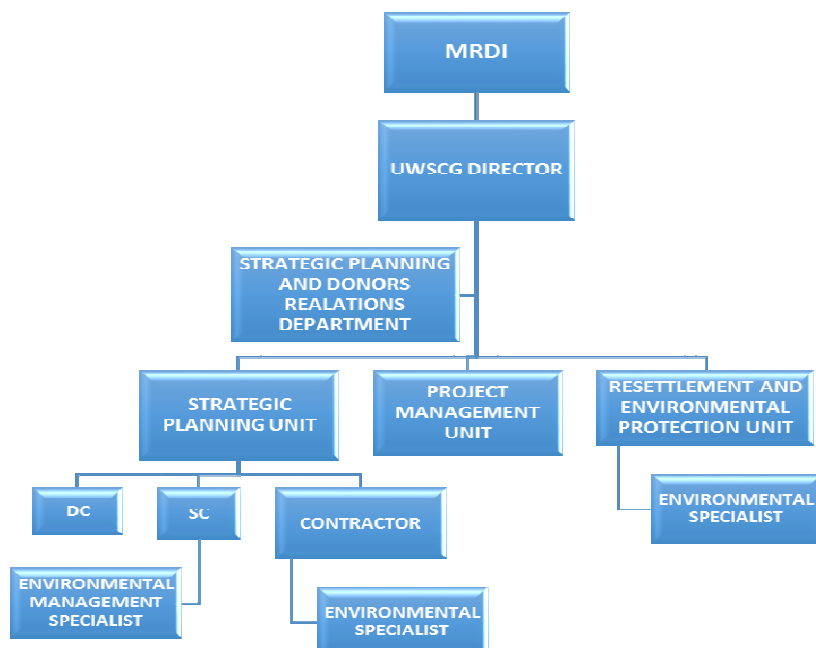 MRDI
UWSCG DIRECTOR
STRATEGIC PLANNING
AND DONORS
REALATIONS
DEPARTMENT
STRATEGIC
PLANNING UNIT
PROJECT
MANAGEMENT
UNIT
RESETTLEMENT AND
ENVIRONMENTAL
PROTECTION UNIT
DC
SC
CONTRACTOR
ENVIRONMENTAL
SPECIALIST
ENVIRONMENTAL
MANAGEMENT
SPECIALIST
ENVIRONMENTAL
SPECIALIST